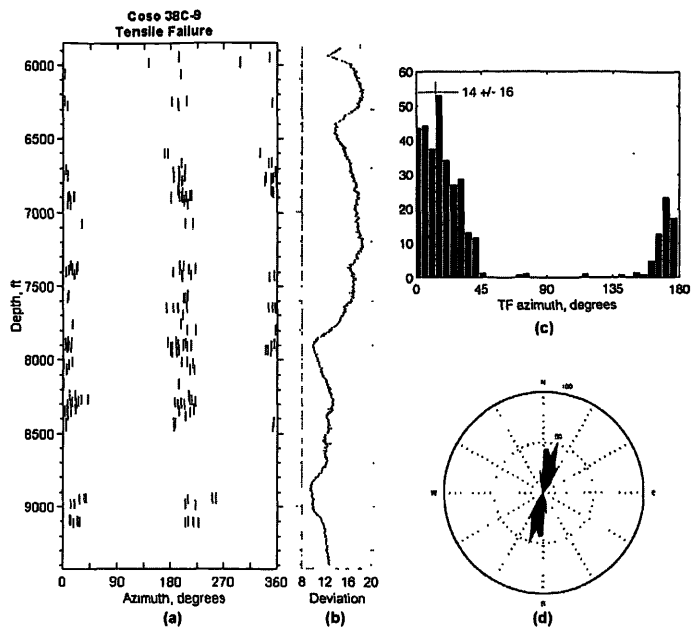 Coso 38C-9
Tensile Failure
6000
6500
7000
7500
8000
8500
9000
Depth, ft
0 90 180 270 360
Azimuth, degrees
(a)
8 12 16 20
Deviation
(b)
60
50
40
30
20
10
0
14 +/- 16
0 45 90 135 180
TF azimuth, degrees
(c)
N
100
50
W
(d)